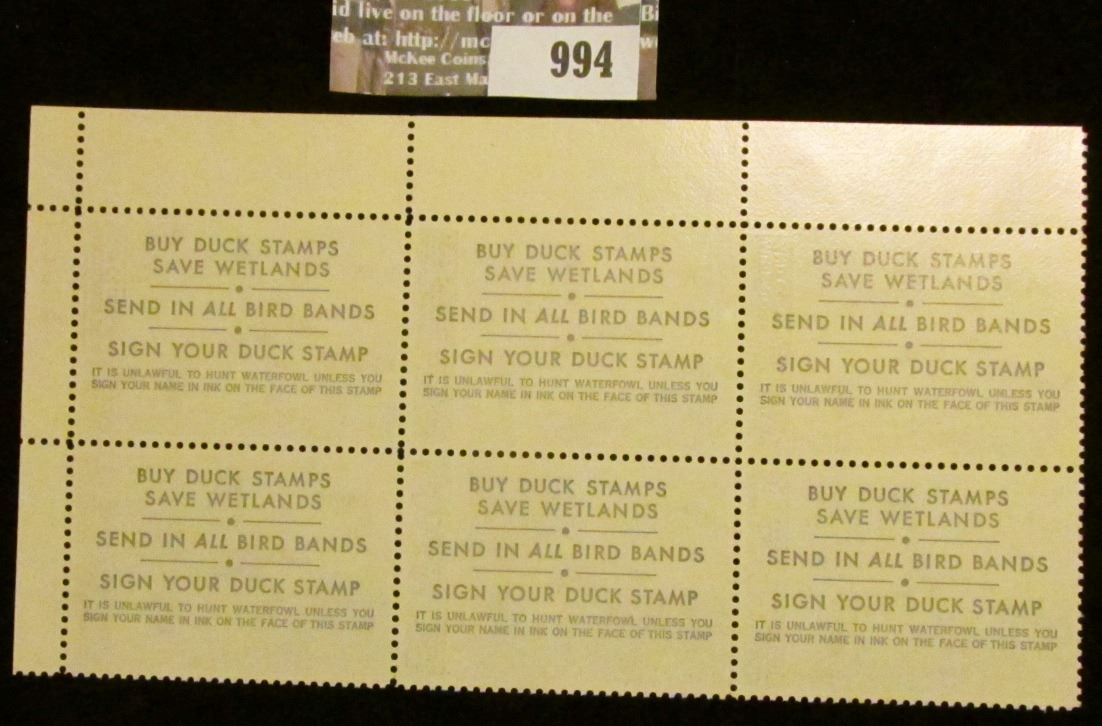 id live on the floor or on the Bi
eb at: http://mc
McKee Coins
213 East Ma
994
BUY DUCK STAMPS
SAVE WETLANDS
SEND IN ALL BIRD BANDS
SIGN YOUR DUCK STAMP
IT IS UNLAWFUL TO HUNT WATERFOWL UNLESS YOU
SIGN YOUR NAME IN INK ON THE FACE OF THIS STAMP
BUY DUCK STAMPS
SAVE WETLANDS
SEND IN ALL BIRD BANDS
SIGN YOUR DUCK STAMP
IT IS UNLAWFUL TO HUNT WATERFOWL UNLESS YOU
SIGN YOUR NAME IN INK ON THE FACE OF THIS STAMP
BUY DUCK STAMPS
SAVE WETLANDS
SEND IN ALL BIRD BANDS
SIGN YOUR DUCK STAMP
IT IS UNLAWFUL TO HUNT WATERFOWL UNLESS YOU
SIGN YOUR NAME IN INK ON THE FACE OF THIS STAMP
BUY DUCK STAMPS
SAVE WETLANDS
SEND IN ALL BIRD BANDS
SIGN YOUR DUCK STAMP
IT IS UNLAWFUL TO HUNT WATERFOWL UNLESS YOU
SIGN YOUR NAME IN INK ON THE FACE OF THIS STAMP
BUY DUCK STAMPS
SAVE WETLANDS
SEND IN ALL BIRD BANDS
SIGN YOUR DUCK STAMP
IT IS UNLAWFUL TO HUNT WATERFOWL UNLESS YOU
SIGN YOUR NAME IN INK ON THE FACE OF THIS STAMP
BUY DUCK STAMPS
SAVE WETLANDS
SEND IN ALL BIRD BANDS
SIGN YOUR DUCK STAMP
IT IS UNLAWFUL TO HUNT WATERFOWL UNLESS YOU
SIGN YOUR NAME IN INK ON THE FACE OF THIS STAMP